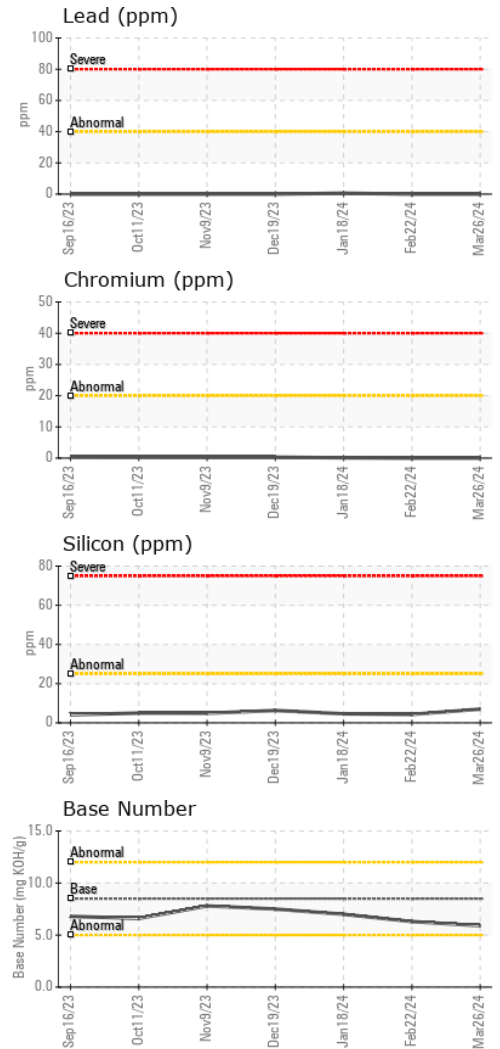 Lead (ppm)
100
80
60
40
20
0
ppm
Severe
Abnormal
Sep16/23
Oct11/23
Nov9/23
Dec19/23
Jan18/24
Feb22/24
Mar26/24
Chromium (ppm)
50
40
30
20
10
0
ppm
Severe
Abnormal
Sep16/23
Oct11/23
Nov9/23
Dec19/23
Jan18/24
Feb22/24
Mar26/24
Silicon (ppm)
80
60
40
20
0
ppm
Severe
Abnormal
Sep16/23
Oct11/23
Nov9/23
Dec19/23
Jan18/24
Feb22/24
Mar26/24
Base Number
15.0
10.0
5.0
0.0
Base Number (mg KOH/g)
Abnormal
Base
Abnormal
Sep16/23
Oct11/23
Nov9/23
Dec19/23
Jan18/24
Feb22/24
Mar26/24